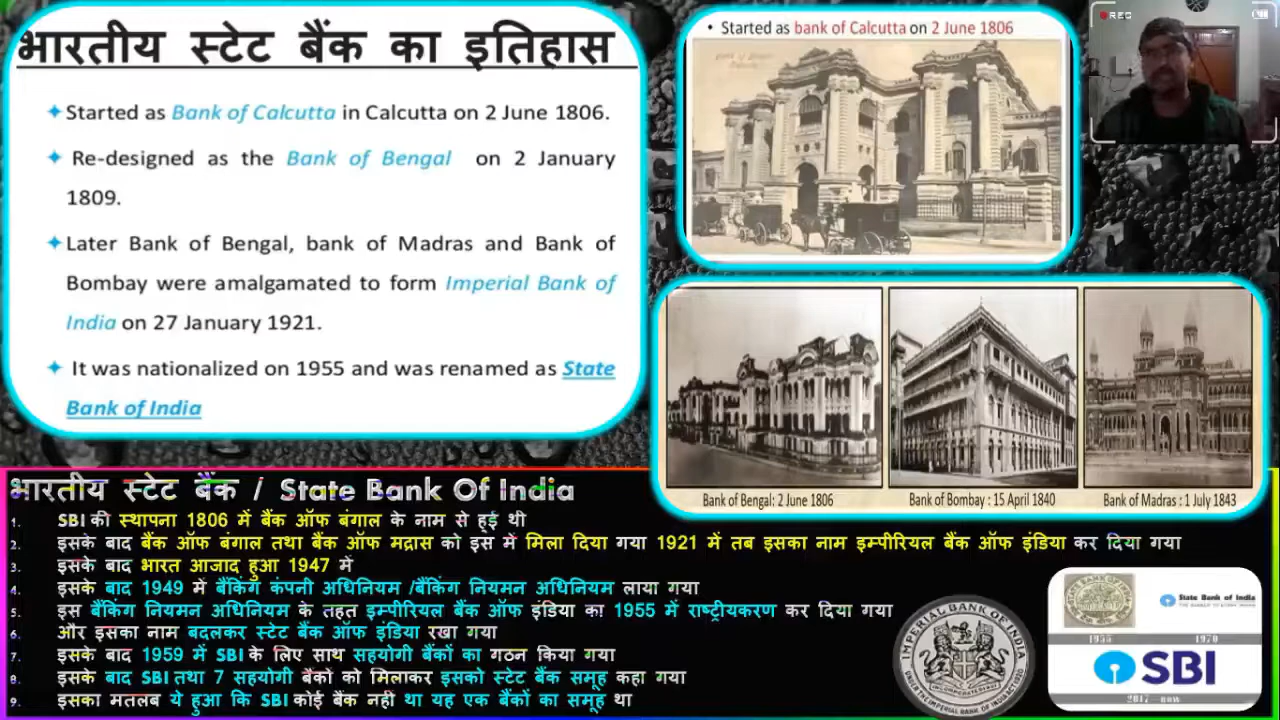 भारतीय स्टेट बैंक का इतिहास
Started as Bank of Calcutta in Calcutta on 2 June 1806.
Re-designed as the Bank of Bengal on 2 January
1809.
Later Bank of Bengal, bank of Madras and Bank of
Bombay were amalgamated to form Imperial Bank of
India on 27 January 1921.
It was nationalized on 1955 and was renamed as State
Bank of India
• Started as bank of Calcutta on 2 June 1806
REC
Bank of Bengal: 2 June 1806
Bank of Bombay : 15 April 1840
Bank of Madras : 1 July 1843
भारतीय स्टेट बैंक / State Bank Of India
1. SBI की स्थापना 1806 में बैंक ऑफ बंगाल के नाम से हुई थी
2. इसके बाद बैंक ऑफ बंगाल तथा बैंक ऑफ मद्रास को इस में मिला दिया गया 1921 में तब इसका नाम इम्पीरियल बैंक ऑफ इंडिया कर दिया गया
3. इसके बाद भारत आजाद हुआ 1947 में
4. इसके बाद 1949 में बैंकिंग कंपनी अधिनियम /बैंकिंग नियमन अधिनियम लाया गया
5. इस बैंकिंग नियमन अधिनियम के तहत इम्पीरियल बैंक ऑफ इंडिया का 1955 में राष्ट्रीयकरण कर दिया गया
6. और इसका नाम बदलकर स्टेट बैंक ऑफ इंडिया रखा गया
7. इसके बाद 1959 में SBI के लिए साथ सहयोगी बैंकों का गठन किया गया
8. इसके बाद SBI तथा 7 सहयोगी बैंकों को मिलाकर इसको स्टेट बैंक समूह कहा गया
9. इसका मतलब ये हुआ कि SBI कोई बैंक नहीं था यह एक बैंकों का समूह था
IMPERIAL BANK OF INDIA
State Bank of India
1955
1970
SBI
2017-now